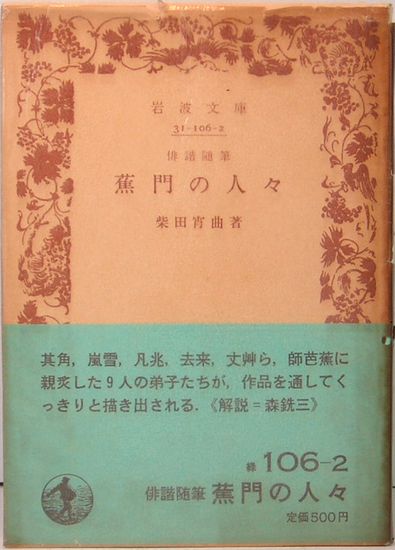 岩波文庫
31-106-2
俳諧随筆
蕉門の人々
柴田宵曲著
其角，嵐雪，凡兆，去来，丈艸ら，師芭蕉に
親炙した9人の弟子たちが，作品を通してく
っきりと描き出される．《解説＝森銑三》
緑 106-2
俳諧随筆 蕉門の人々
定価500円